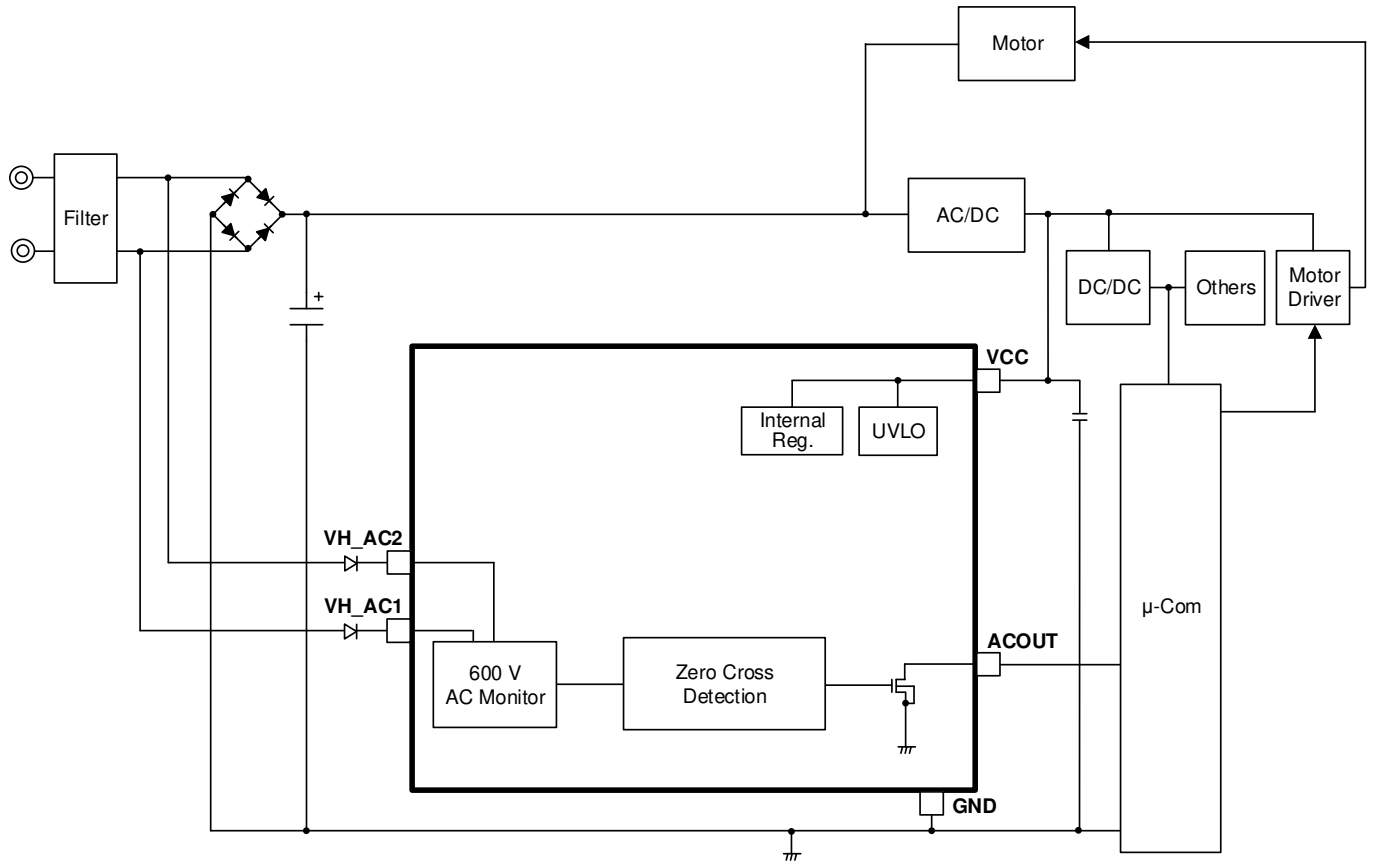 Motor
Filter
AC/DC
DC/DC
Others
Motor
Driver
+
VCC
Internal
Reg.
UVLO
VH_AC2
VH_AC1
600 V
AC Monitor
Zero Cross
Detection
ACOUT
µ-Com
GND